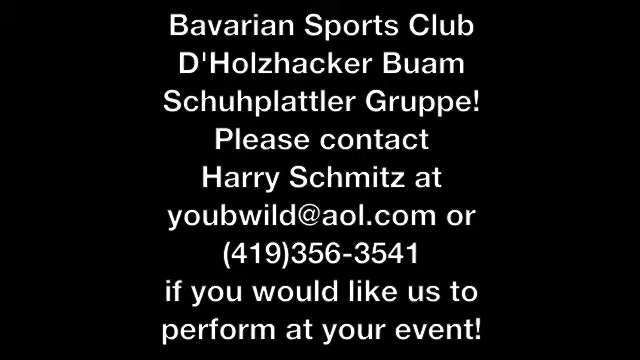 Bavarian Sports Club
D'Holzhacker Buam
Schuhplattler Gruppe!
Please contact
Harry Schmitz at
youbwild@aol.com or
(419)356-3541
if you would like us to
perform at your event!